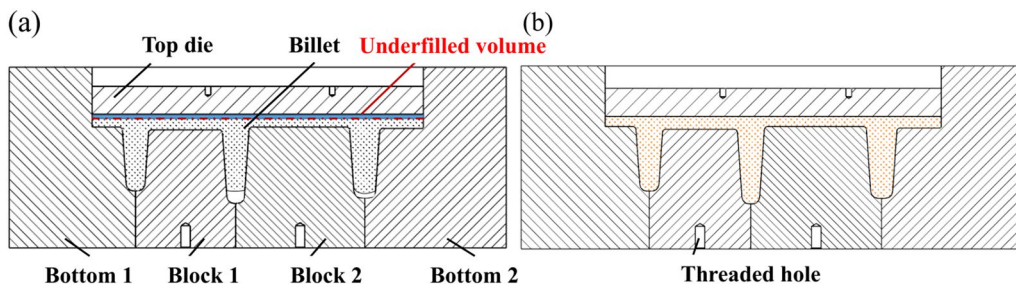 (a)
Top die
Billet
Underfilled volume
Bottom 1
Block 1
Block 2
Bottom 2
(b)
Threaded hole